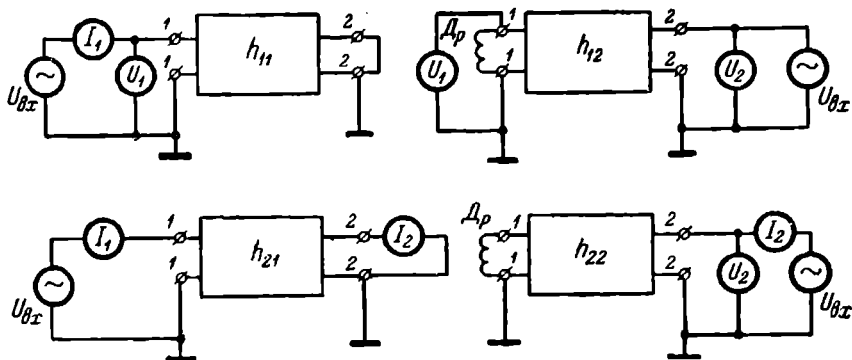 I₁ 1 h₁₁ 2
U₁ 1 2
Uвх
Др 1 h₁₂ 2
U₁ 1 2 U₂
Uвх
I₁ 1 h₂₁ 2 I₂
1 2
Uвх
Др 1 h₂₂ 2 I₂
1 2 U₂
Uвх